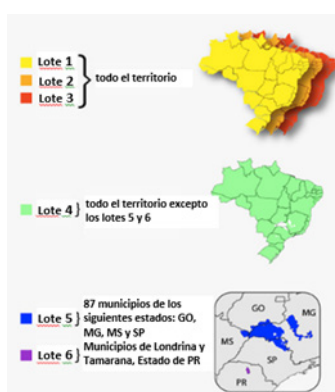 Lote 1
Lote 2
Lote 3
todo el territorio
Lote 4
todo el territorio excepto
los lotes 5 y 6
Lote 5
87 municipios de los
siguientes estados: GO,
MG, MS y SP
Lote 6
Municipios de Londrina y
Tamarana, Estado de PR
GO
MG
MS
SP
PR